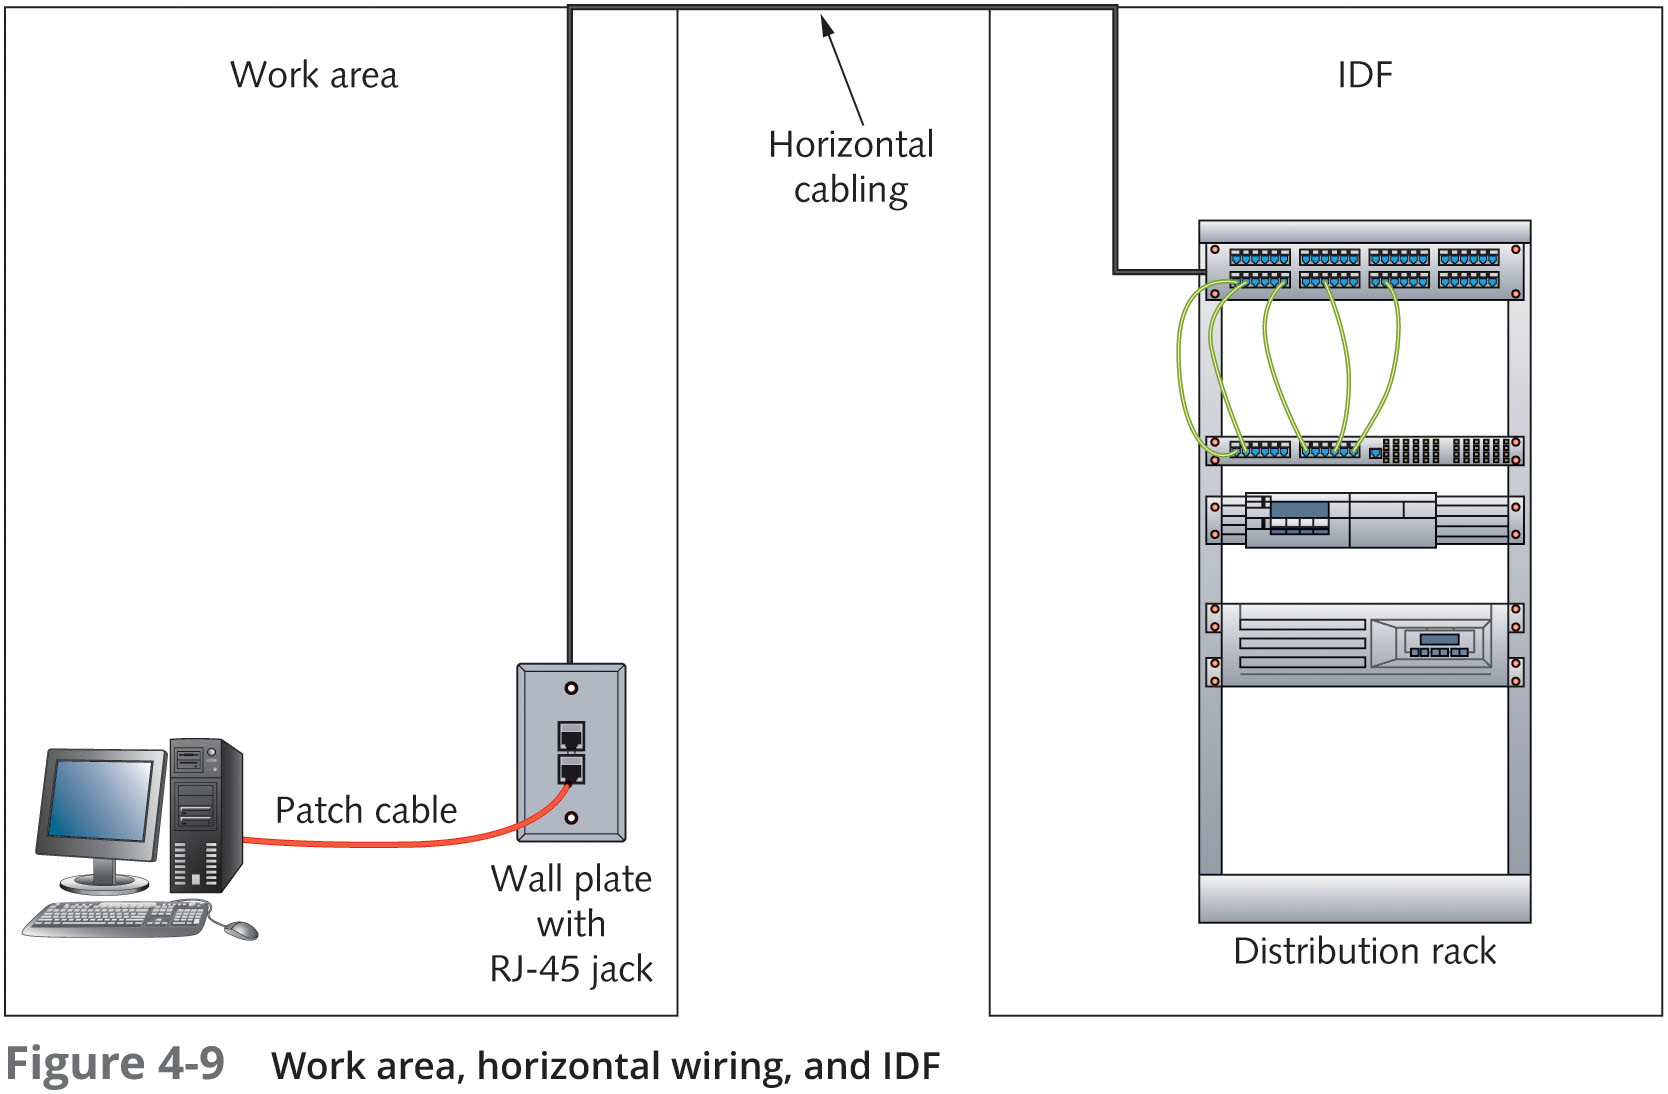 Work area
IDF
Horizontal
cabling
Patch cable
Wall plate
with
RJ-45 jack
Distribution rack
Figure 4-9 Work area, horizontal wiring, and IDF